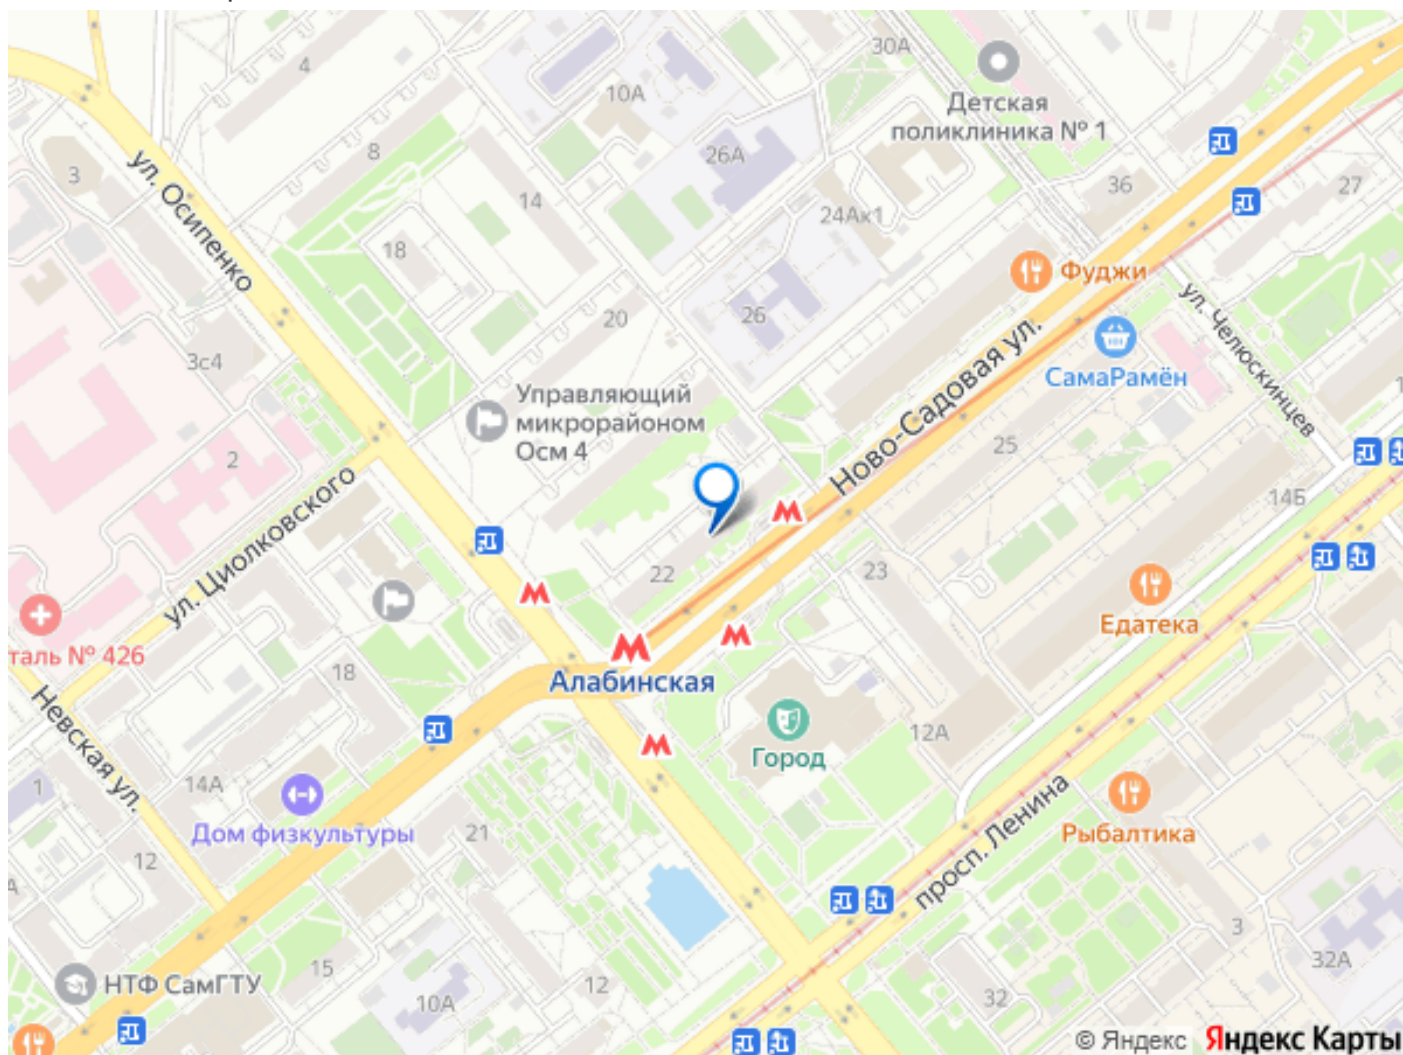 30А
4
10А
Детская
поликлиника № 1
8
26А
3
ул. Осипенко
14
36
27
24Ак1
18
Фуджи
ул. Челюскинцев
20
26
Ново-Садовая ул.
3с4
СамаРамён
Управляющий
микрорайоном
Осм 4
25
2
14Б
ул. Циолковского
22
23
Едатека
таль № 426
18
Алабинская
Невская ул.
12А
Город
1
14А
Дом физкультуры
21
просп. Ленина
Рыбалтика
12
3
НТФ СамГТУ
15
10А
12
32
32А
© Яндекс Яндекс Карты